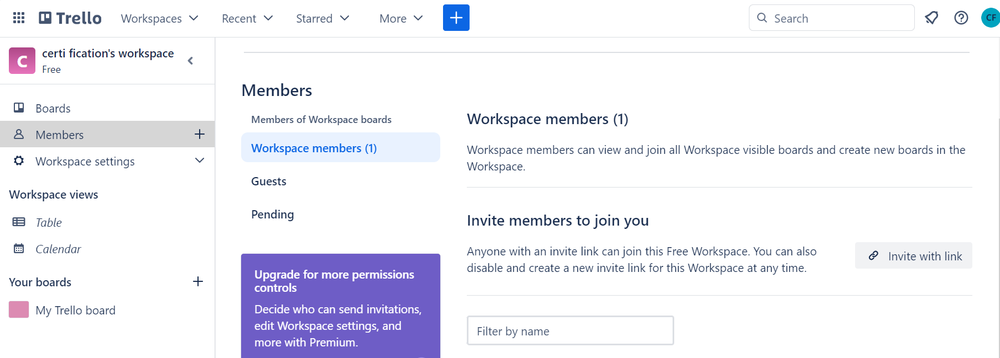 Trello Workspaces Recent Starred More Search CF
C certi fication's workspace
Free
Boards
Members
Workspace settings
Workspace views
Table
Calendar
Your boards
My Trello board
Members
Members of Workspace boards
Workspace members (1)
Guests
Pending
Upgrade for more permissions
controls
Decide who can send invitations,
edit Workspace settings, and
more with Premium.
Workspace members (1)
Workspace members can view and join all Workspace visible boards and create new boards in the
Workspace.
Invite members to join you
Anyone with an invite link can join this Free Workspace. You can also
disable and create a new invite link for this Workspace at any time.
Invite with link
Filter by name